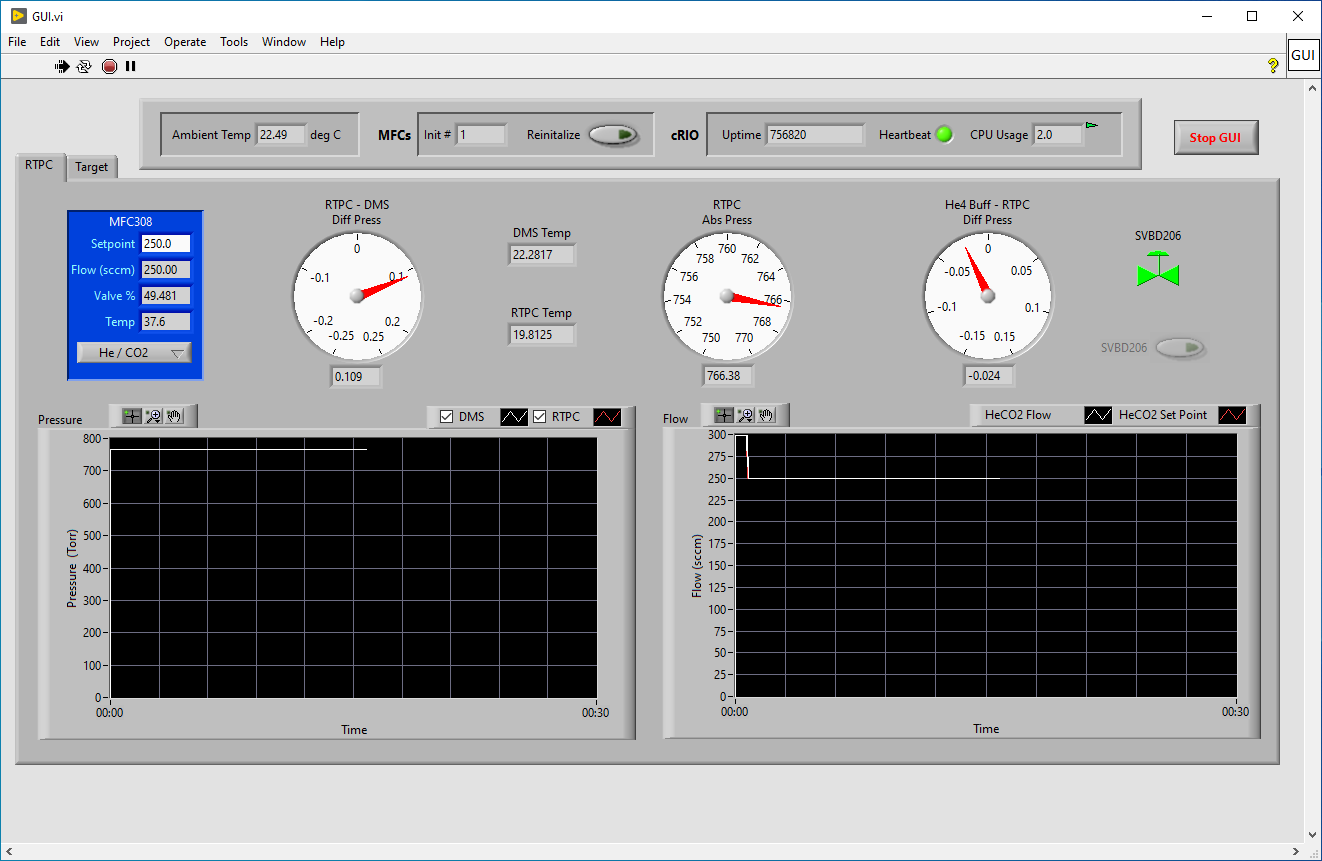 GUI.vi
File Edit View Project Operate Tools Window Help
GUI
Ambient Temp 22.49 deg C MFCs Init # 1 Reinitalize cRIO Uptime 756820 Heartbeat CPU Usage 2.0
Stop GUI
RTPC Target
MFC308
Setpoint 250.0
Flow (sccm) 250.00
Valve % 49.481
Temp 37.6
He / CO2
RTPC - DMS
Diff Press
0
-0.1 0.1
-0.2 0.2
-0.25 0.25
0.109
DMS Temp
22.2817
RTPC Temp
19.8125
RTPC
Abs Press
760
758 762
756 764
754 766
752 768
750 770
766.38
He4 Buff - RTPC
Diff Press
0
-0.05 0.05
-0.1 0.1
-0.15 0.15
-0.024
SVBD206
SVBD206
Pressure
DMS RTPC
800
700
600
500
400
300
200
100
0
Pressure (Torr)
00:00 00:30
Time
Flow
HeCO2 Flow HeCO2 Set Point
300
275
250
225
200
175
150
125
100
75
50
25
0
Flow (sccm)
00:00 00:30
Time